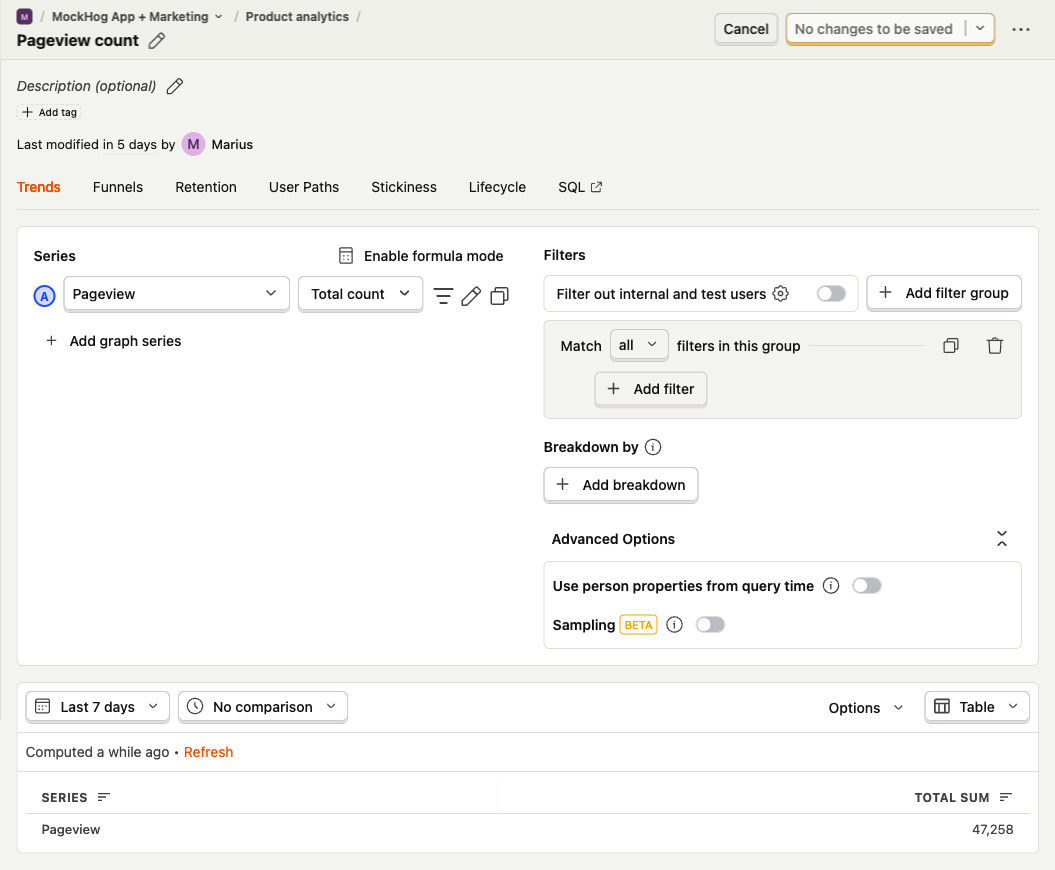 M / MockHog App + Marketing / Product analytics /
Pageview count
Cancel
No changes to be saved
Description (optional)
Add tag
Last modified in 5 days by M Marius
Trends Funnels Retention User Paths Stickiness Lifecycle SQL
Series
Enable formula mode
A Pageview Total count
Add graph series
Filters
Filter out internal and test users
Add filter group
Match all filters in this group
Add filter
Breakdown by
Add breakdown
Advanced Options
Use person properties from query time
Sampling BETA
Last 7 days No comparison Options Table
Computed a while ago • Refresh
SERIES TOTAL SUM
Pageview 47,258